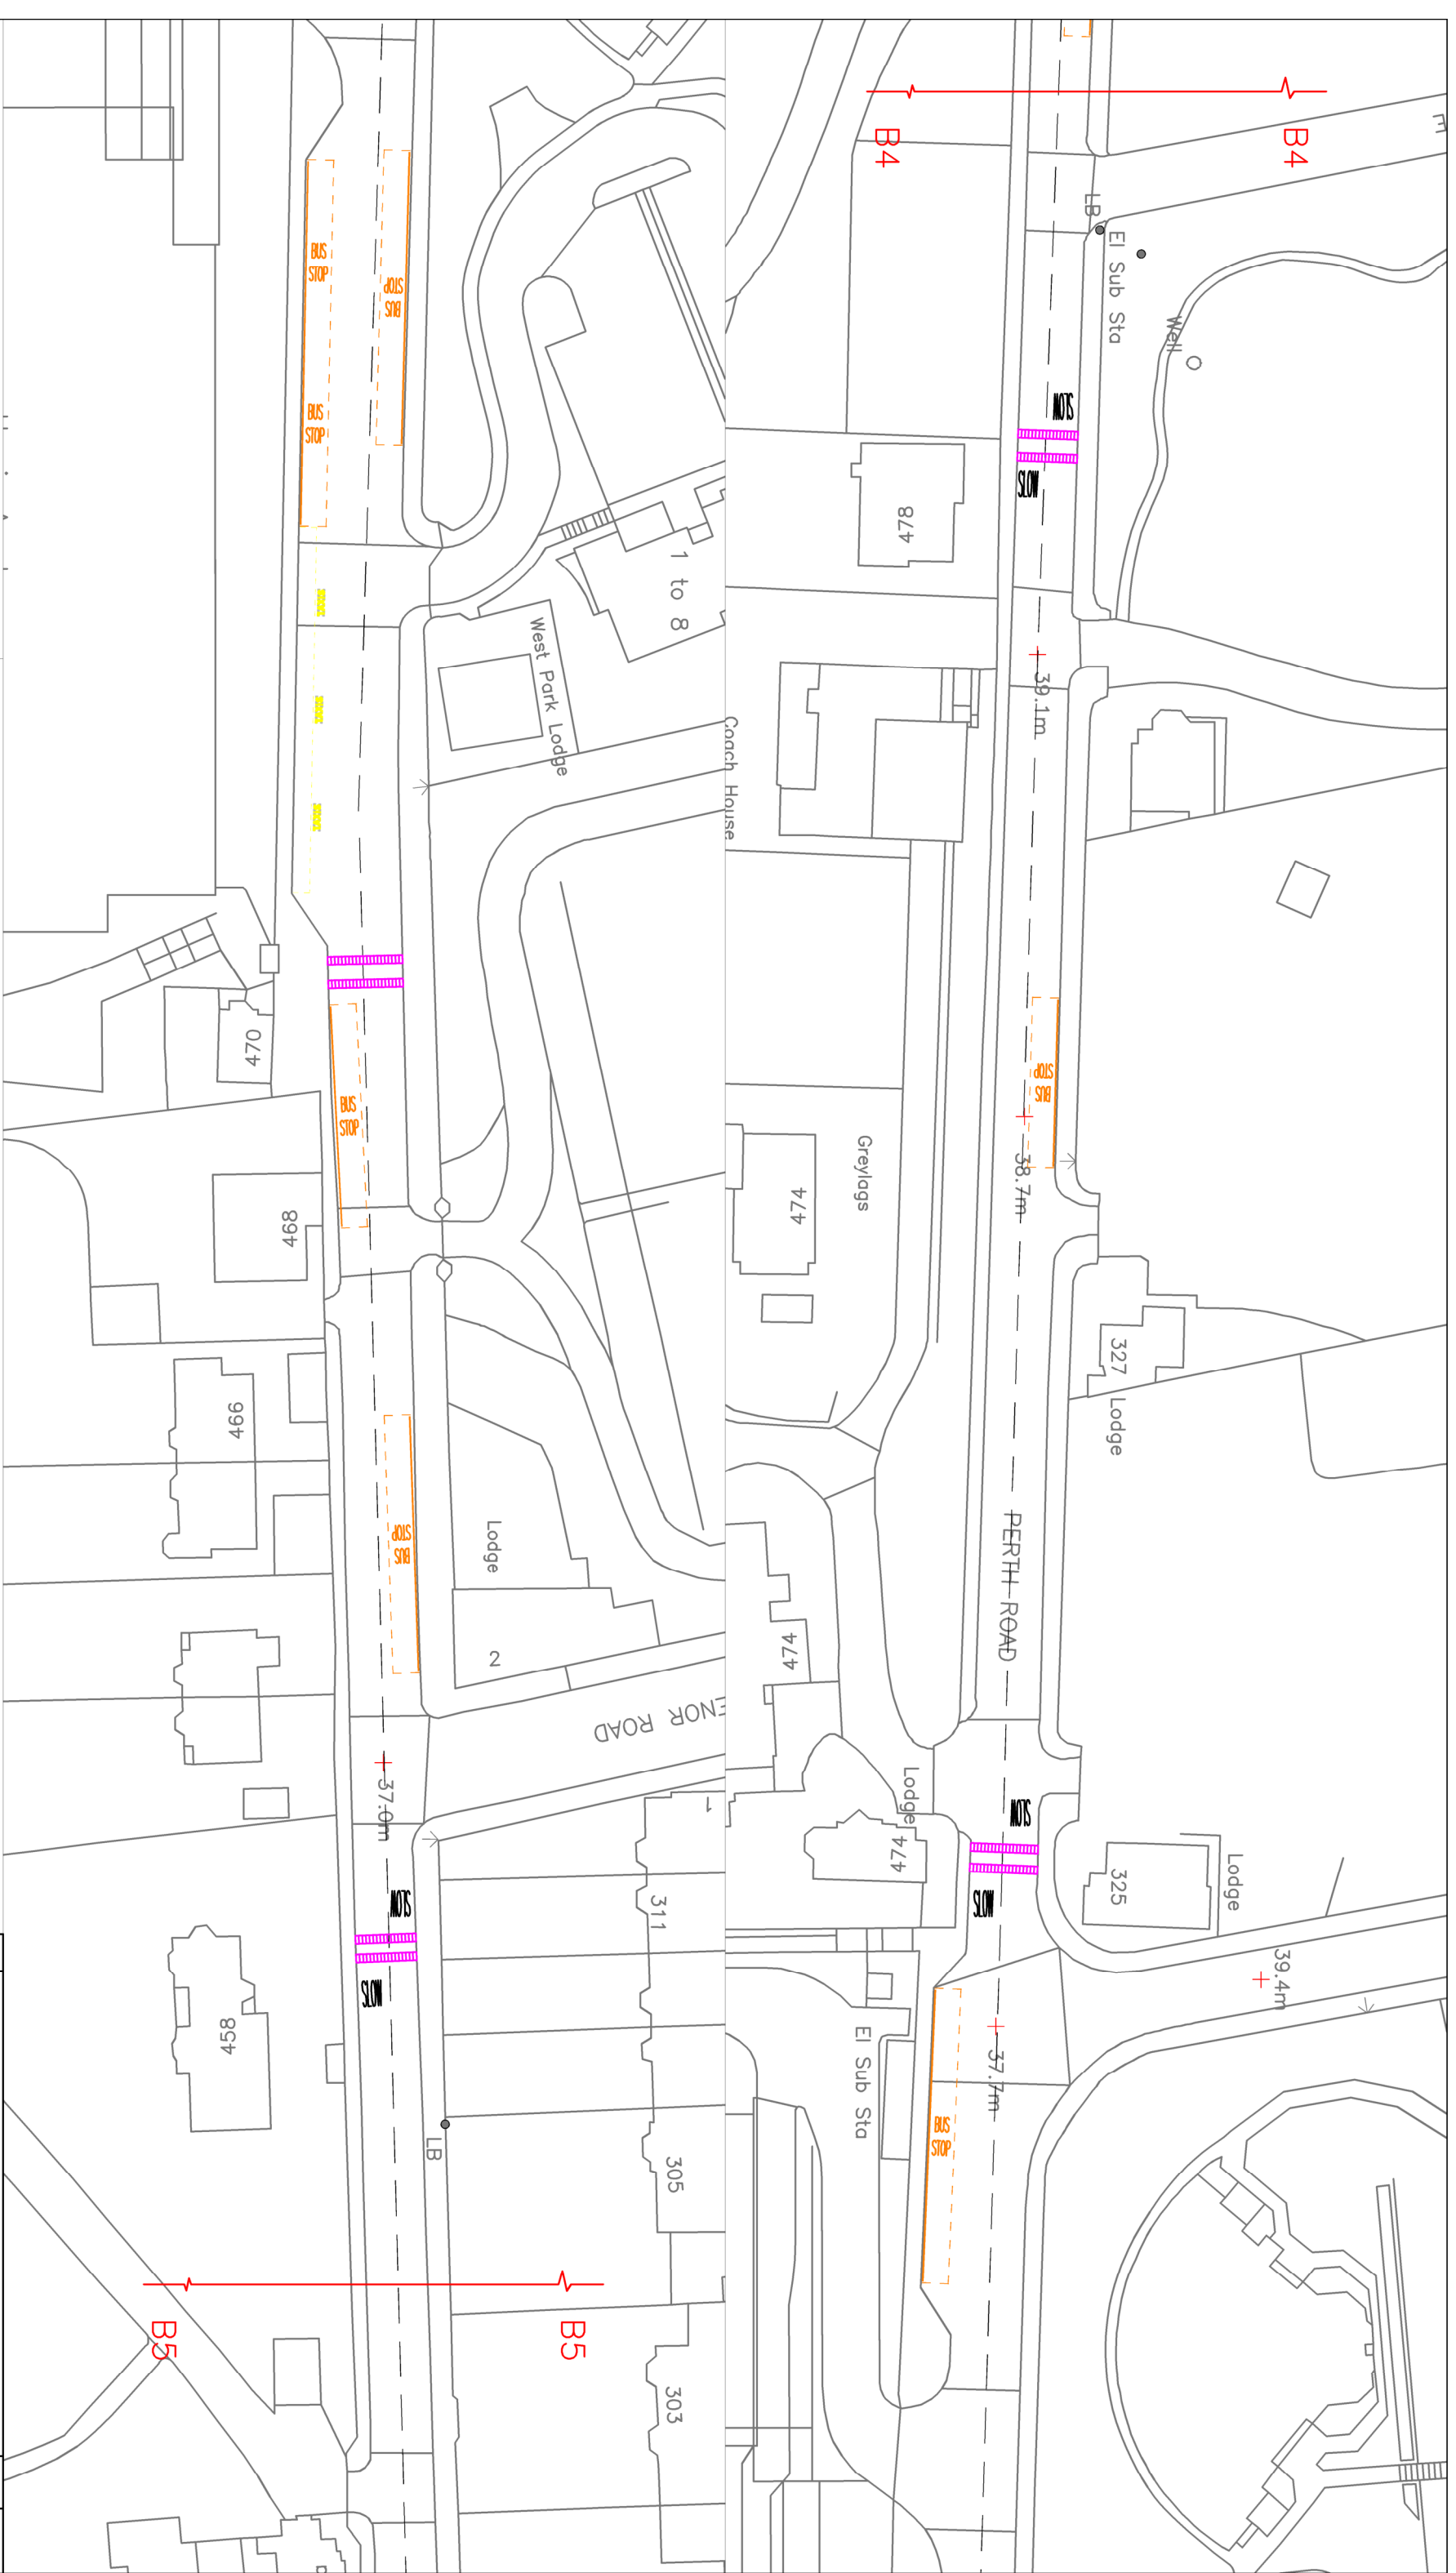 B4
B4
LB
El Sub Sta
Well
SLOW
SLOW
478
39.1m
BUS
STOP
38.7m
Coach House
Greylags
474
327
Lodge
PERTH ROAD
474
Lodge
474
SLOW
SLOW
325
Lodge
39.4m
37.7m
El Sub Sta
BUS
STOP
BUS
STOP
BUS
STOP
BUS
STOP
1 to 8
West Park Lodge
470
BUS
STOP
468
466
BUS
STOP
Lodge
2
ENOR ROAD
37.0m
1
SLOW
SLOW
311
458
LB
305
B5
B5
303